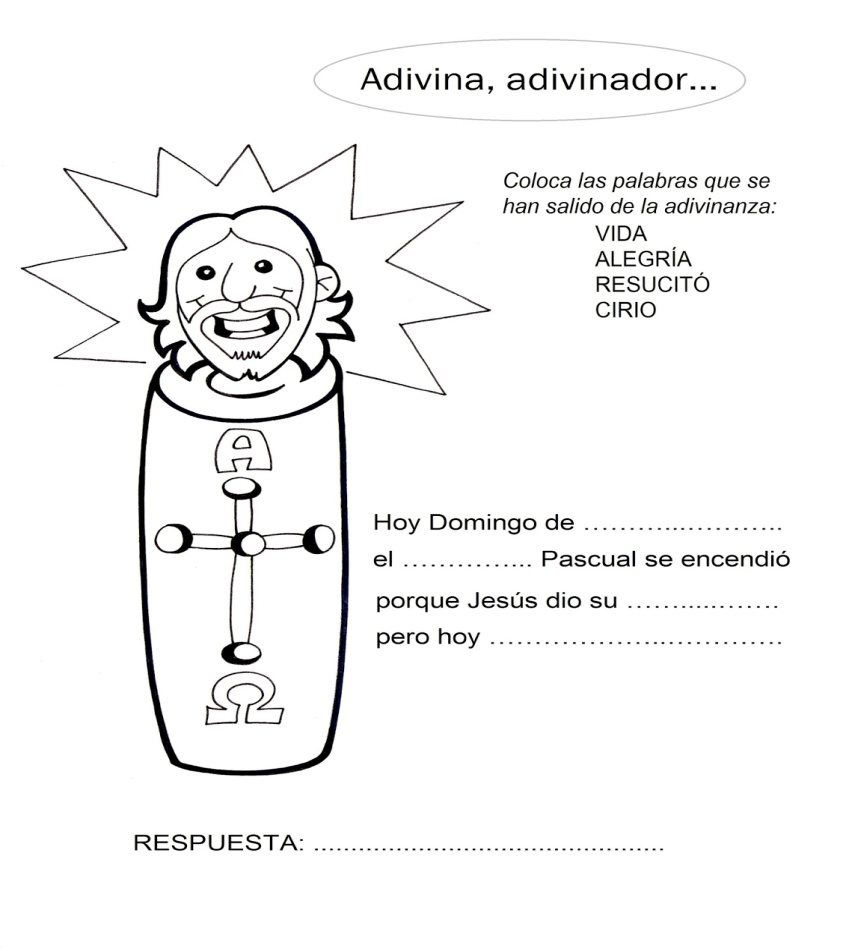 Adivina, adivinador...
Coloca las palabras que se
han salido de la adivinanza:
VIDA
ALEGRÍA
RESUCITÓ
CIRIO
A
Ω
Hoy Domingo de ………...………..
el ………….... Pascual se encendió
porque Jesús dio su ……......…….
pero hoy ………………...………….
RESPUESTA: ...............................................